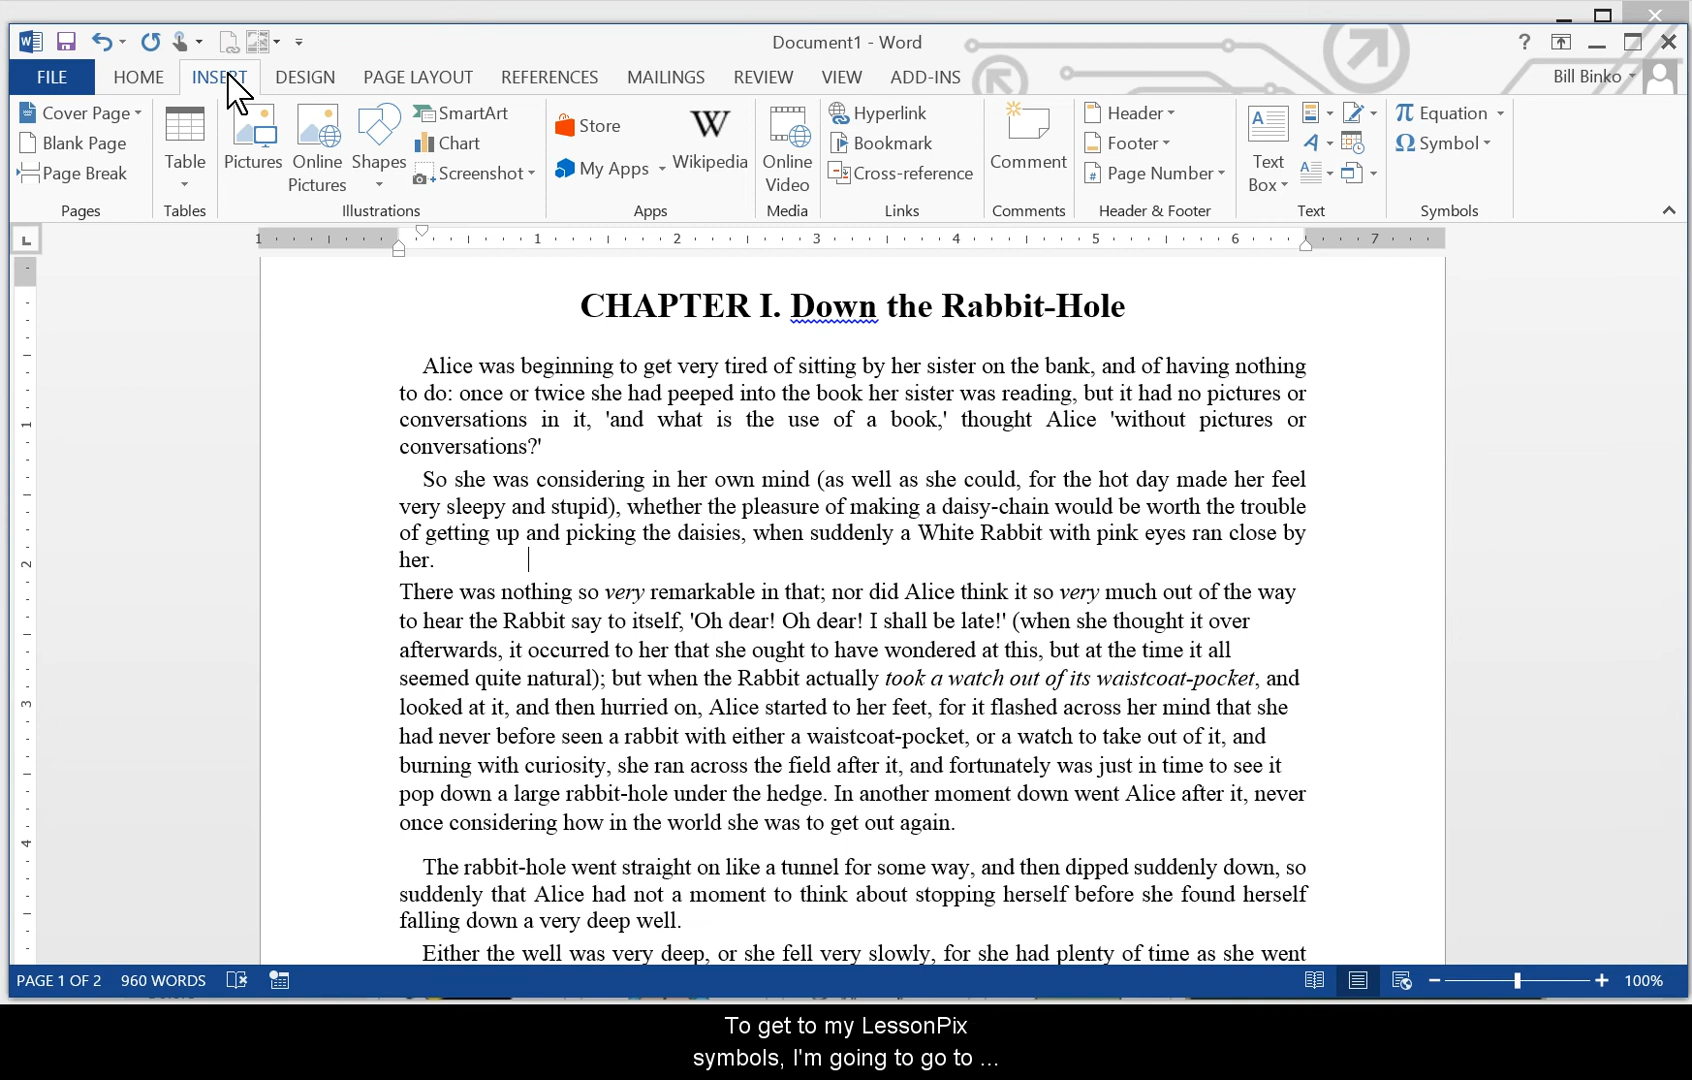 Document1 - Word
?
FILE HOME INSERT DESIGN PAGE LAYOUT REFERENCES MAILINGS REVIEW VIEW ADD-INS
Bill Binko
Cover Page
Blank Page
Page Break
Pages
Table
Tables
Pictures
Online
Pictures
Shapes
SmartArt
Chart
Screenshot
Illustrations
Store
My Apps
W
Wikipedia
Apps
Online
Video
Media
Hyperlink
Bookmark
Cross-reference
Links
Comment
Comments
Header
Footer
Page Number
Header & Footer
Text
Box
Text
π Equation
Ω Symbol
Symbols
1 1 2 3 4 5 6 7
CHAPTER I. Down the Rabbit-Hole
Alice was beginning to get very tired of sitting by her sister on the bank, and of having nothing
to do: once or twice she had peeped into the book her sister was reading, but it had no pictures or
conversations in it, 'and what is the use of a book,' thought Alice 'without pictures or
conversations?'
So she was considering in her own mind (as well as she could, for the hot day made her feel
very sleepy and stupid), whether the pleasure of making a daisy-chain would be worth the trouble
of getting up and picking the daisies, when suddenly a White Rabbit with pink eyes ran close by
her.
There was nothing so very remarkable in that; nor did Alice think it so very much out of the way
to hear the Rabbit say to itself, 'Oh dear! Oh dear! I shall be late!' (when she thought it over
afterwards, it occurred to her that she ought to have wondered at this, but at the time it all
seemed quite natural); but when the Rabbit actually took a watch out of its waistcoat-pocket, and
looked at it, and then hurried on, Alice started to her feet, for it flashed across her mind that she
had never before seen a rabbit with either a waistcoat-pocket, or a watch to take out of it, and
burning with curiosity, she ran across the field after it, and fortunately was just in time to see it
pop down a large rabbit-hole under the hedge. In another moment down went Alice after it, never
once considering how in the world she was to get out again.
The rabbit-hole went straight on like a tunnel for some way, and then dipped suddenly down, so
suddenly that Alice had not a moment to think about stopping herself before she found herself
falling down a very deep well.
Either the well was very deep, or she fell very slowly, for she had plenty of time as she went
1
2
3
4
PAGE 1 OF 2 960 WORDS
100%
To get to my LessonPix
symbols, I'm going to go to ...